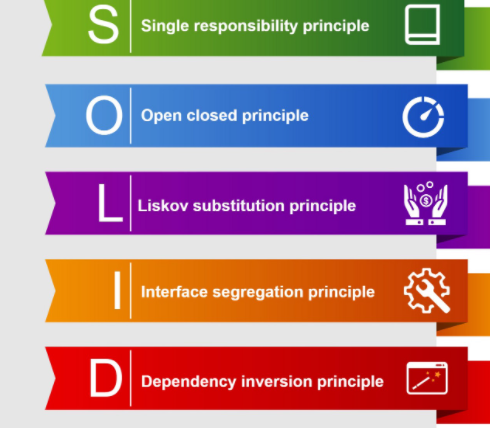 S Single responsibility principle
O Open closed principle
L Liskov substitution principle
$
I Interface segregation principle
D Dependency inversion principle